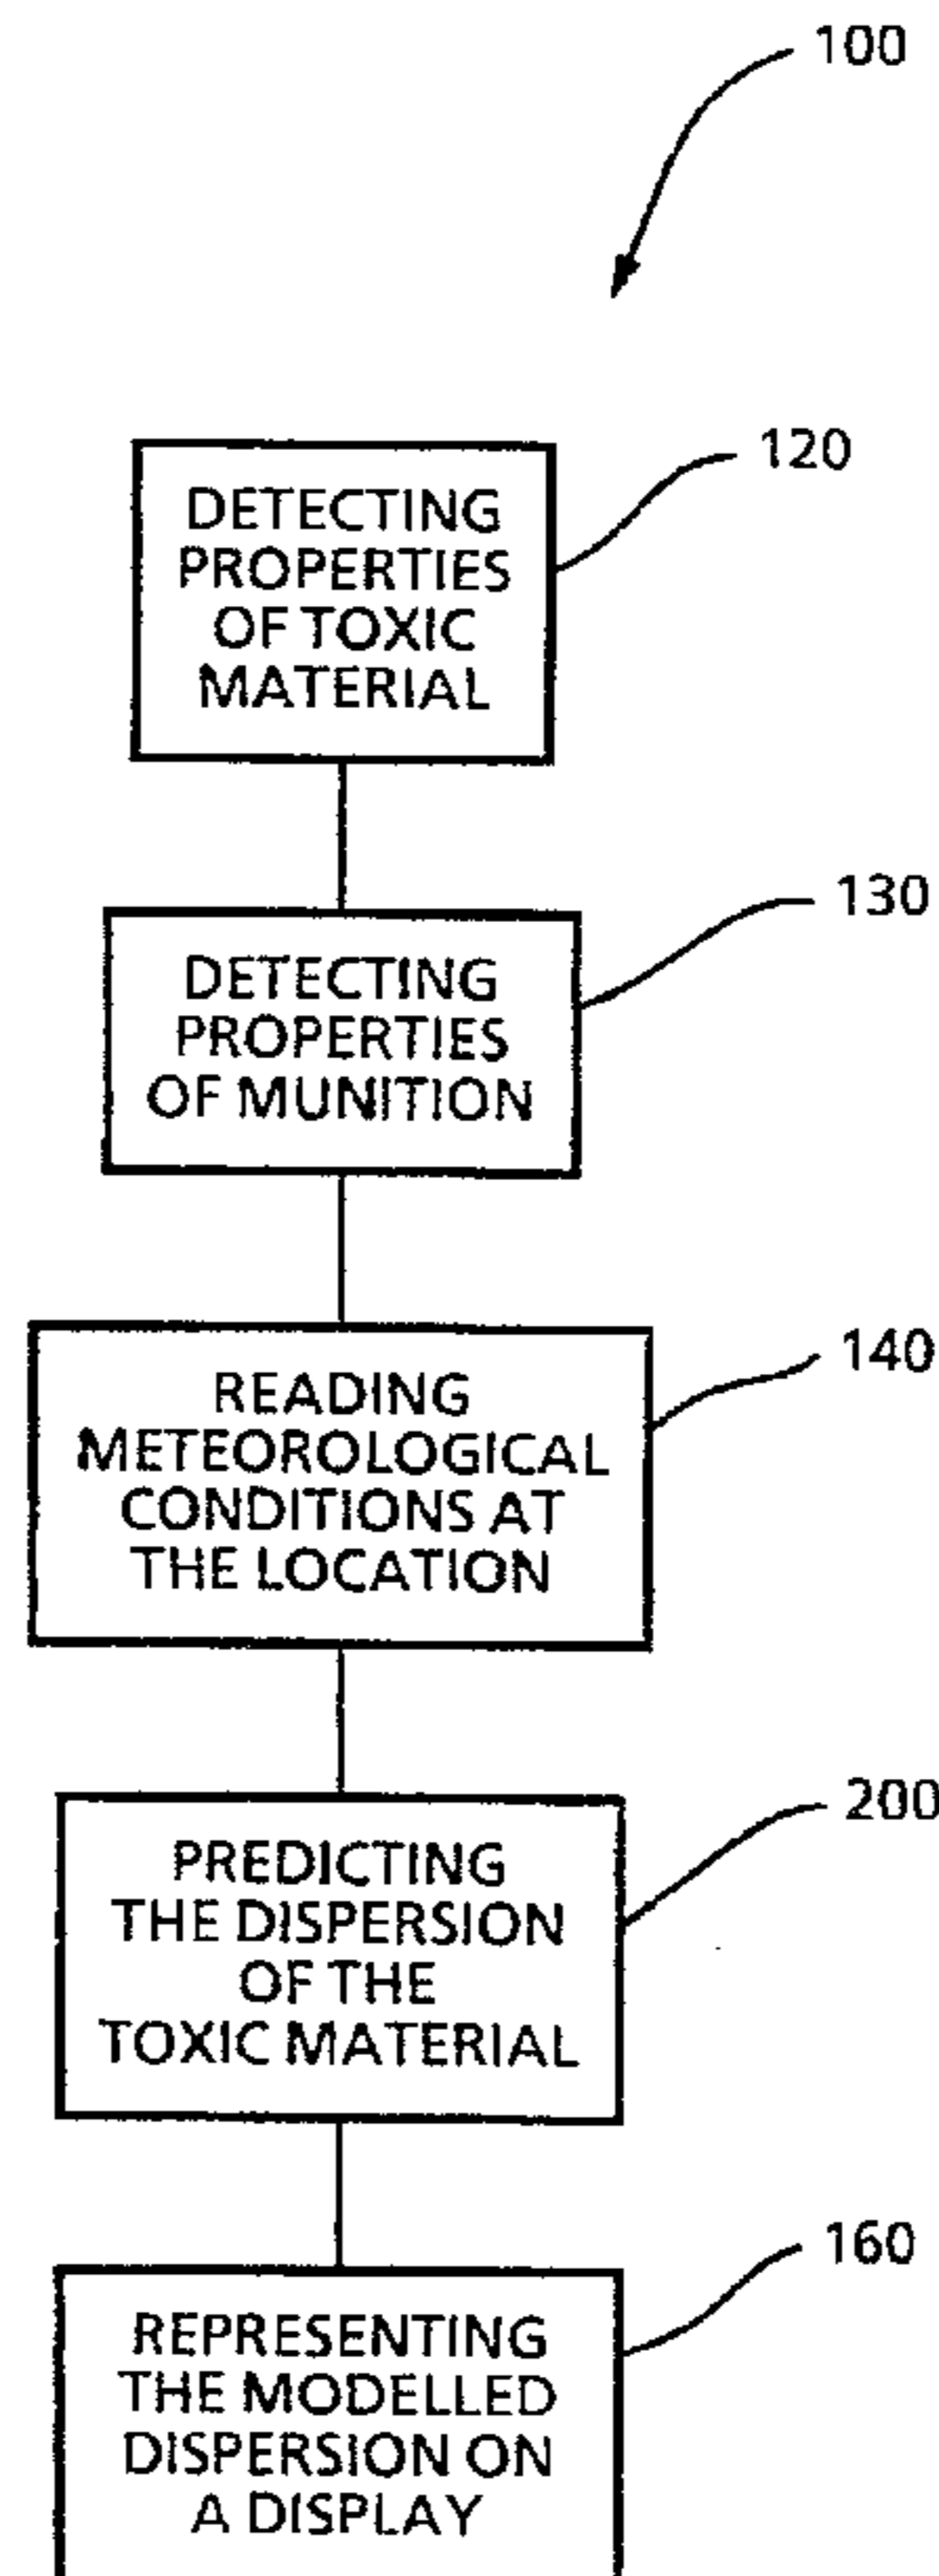 100
120
DETECTING
PROPERTIES
OF TOXIC
MATERIAL
130
DETECTING
PROPERTIES
OF MUNITION
140
READING
METEOROLOGICAL
CONDITIONS AT
THE LOCATION
200
PREDICTING
THE DISPERSION
OF THE
TOXIC MATERIAL
160
REPRESENTING
THE MODELLED
DISPERSION ON
A DISPLAY